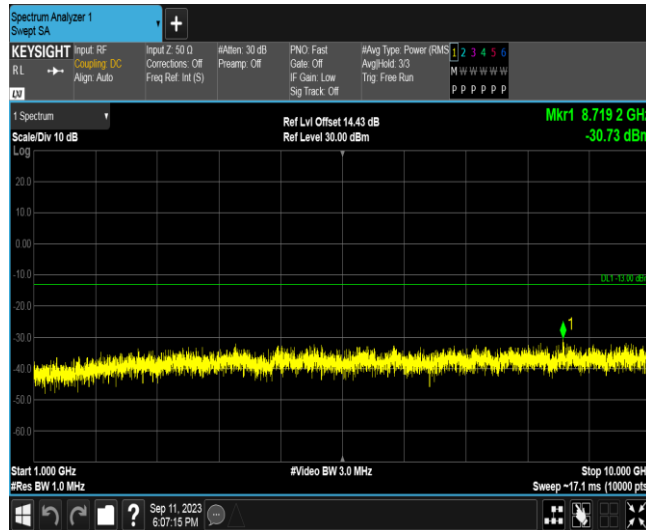 Spectrum Analyzer 1
Swept SA
+
KEYSIGHT
RL
LXI
Input: RF
Coupling: DC
Align: Auto
Input Z: 50 Ω
Corrections: Off
Freq Ref: Int (S)
#Atten: 30 dB
Preamp: Off
PNO: Fast
Gate: Off
IF Gain: Low
Sig Track: Off
#Avg Type: Power (RMS
Avg|Hold: 3/3
Trig: Free Run
1 2 3 4 5 6
M W W W W W
P P P P P P
1 Spectrum
Scale/Div 10 dB
Log
Ref Lvl Offset 14.43 dB
Ref Level 30.00 dBm
Mkr1 8.719 2 GHz
-30.73 dBm
20.0
10.0
0.00
-10.0
DL1 -13.00 dBm
-20.0
-30.0
1
-40.0
-50.0
-60.0
Start 1.000 GHz
#Res BW 1.0 MHz
#Video BW 3.0 MHz
Stop 10.000 GHz
Sweep ~17.1 ms (10000 pts)
?
Sep 11, 2023
6:07:15 PM